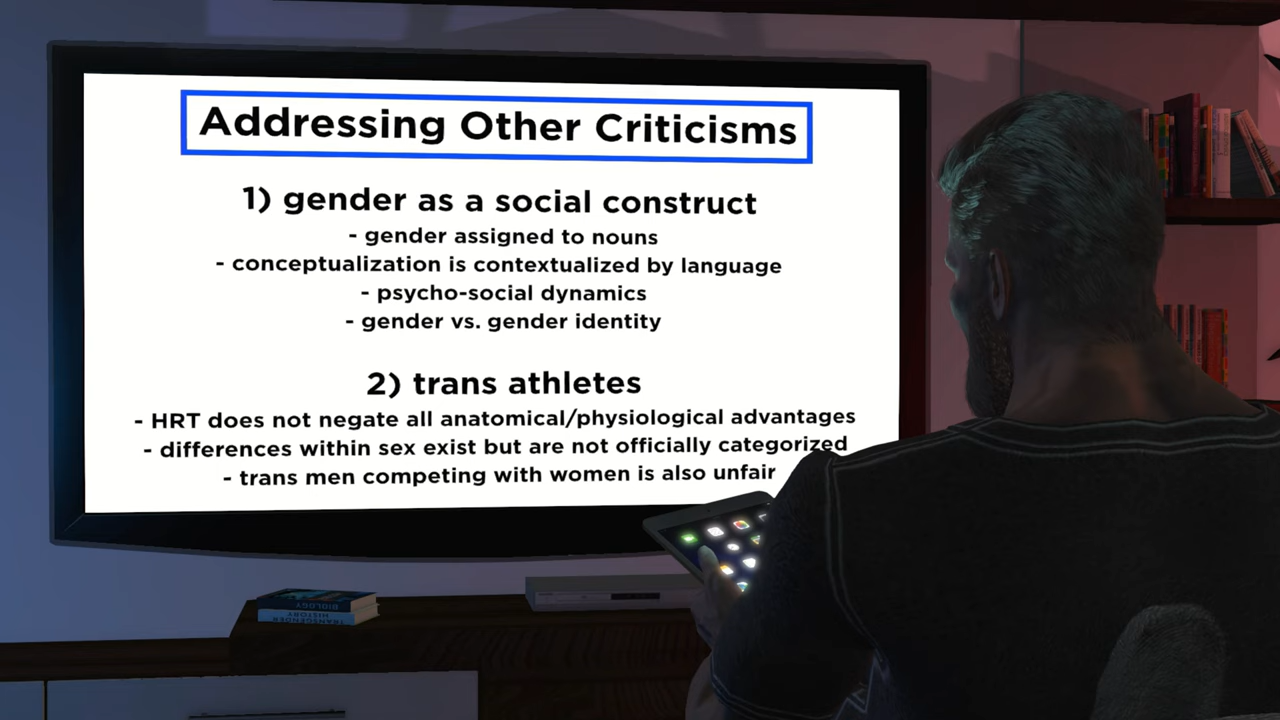 Addressing Other Criticisms
1) gender as a social construct
- gender assigned to nouns
- conceptualization is contextualized by language
- psycho-social dynamics
- gender vs. gender identity
2) trans athletes
- HRT does not negate all anatomical/physiological advantages
- differences within sex exist but are not officially categorized
- trans men competing with women is also unfair
BIOLOGY
TRANSGENDER
HISTORY